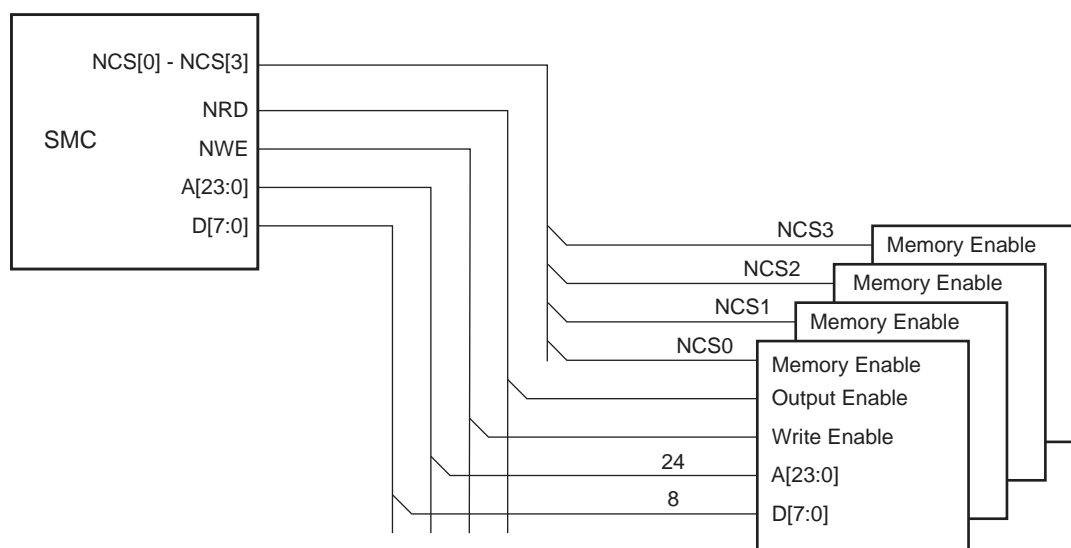 NCS[0] - NCS[3]
NRD
SMC
NWE
A[23:0]
D[7:0]
NCS3
Memory Enable
NCS2
Memory Enable
NCS1
Memory Enable
NCS0
Memory Enable
Output Enable
Write Enable
24
A[23:0]
8
D[7:0]